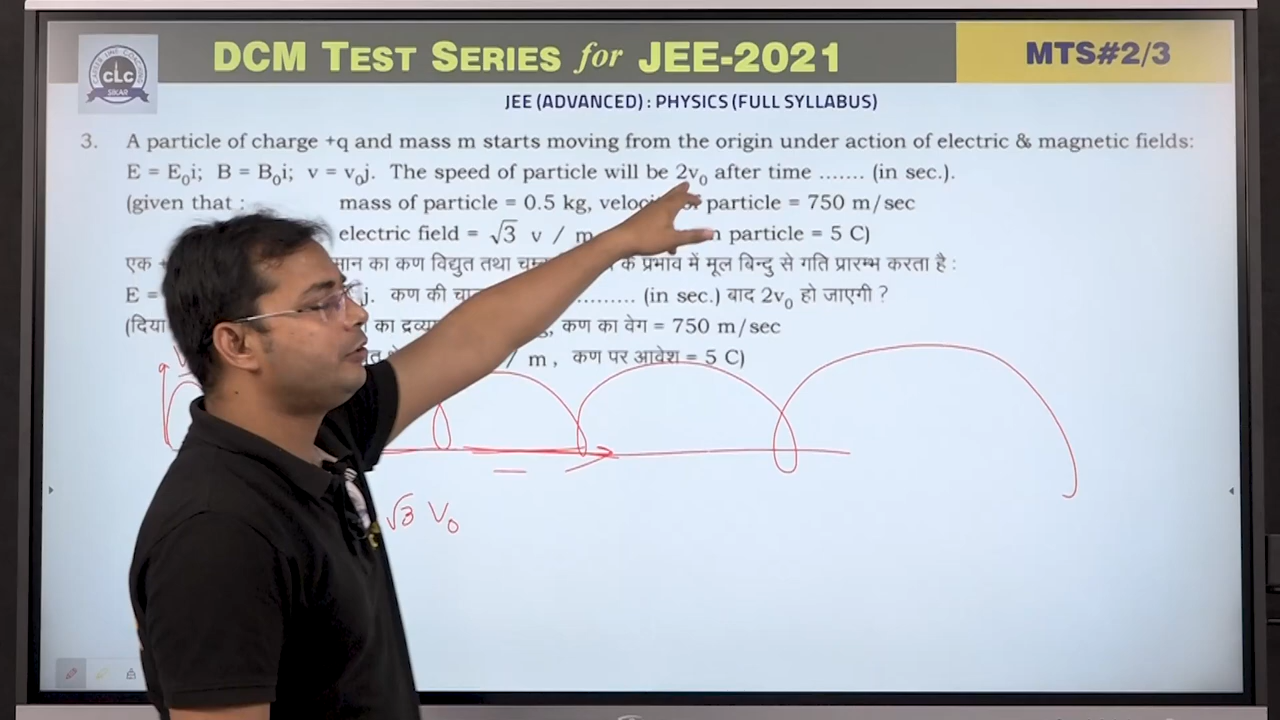 DCM TEST SERIES for JEE-2021
MTS#2/3
CLC
SIKAR
JEE (ADVANCED) : PHYSICS (FULL SYLLABUS)
3. A particle of charge +q and mass m starts moving from the origin under action of electric & magnetic fields:
E = E₀i; B = B₀i; v = v₀j. The speed of particle will be 2v₀ after time ....... (in sec.).
(given that : mass of particle = 0.5 kg, particle = 750 m/sec
electric field = √3 v / m particle = 5 C)
एक का कण विद्युत तथा के प्रभाव में मूल बिन्दु से गति प्रारम्भ करता है :
E = j. कण की ......... (in sec.) बाद 2v₀ हो जाएगी ?
का कण का वेग = 750 m/sec
/ m , कण पर आवेश = 5 C)
√3 V₀